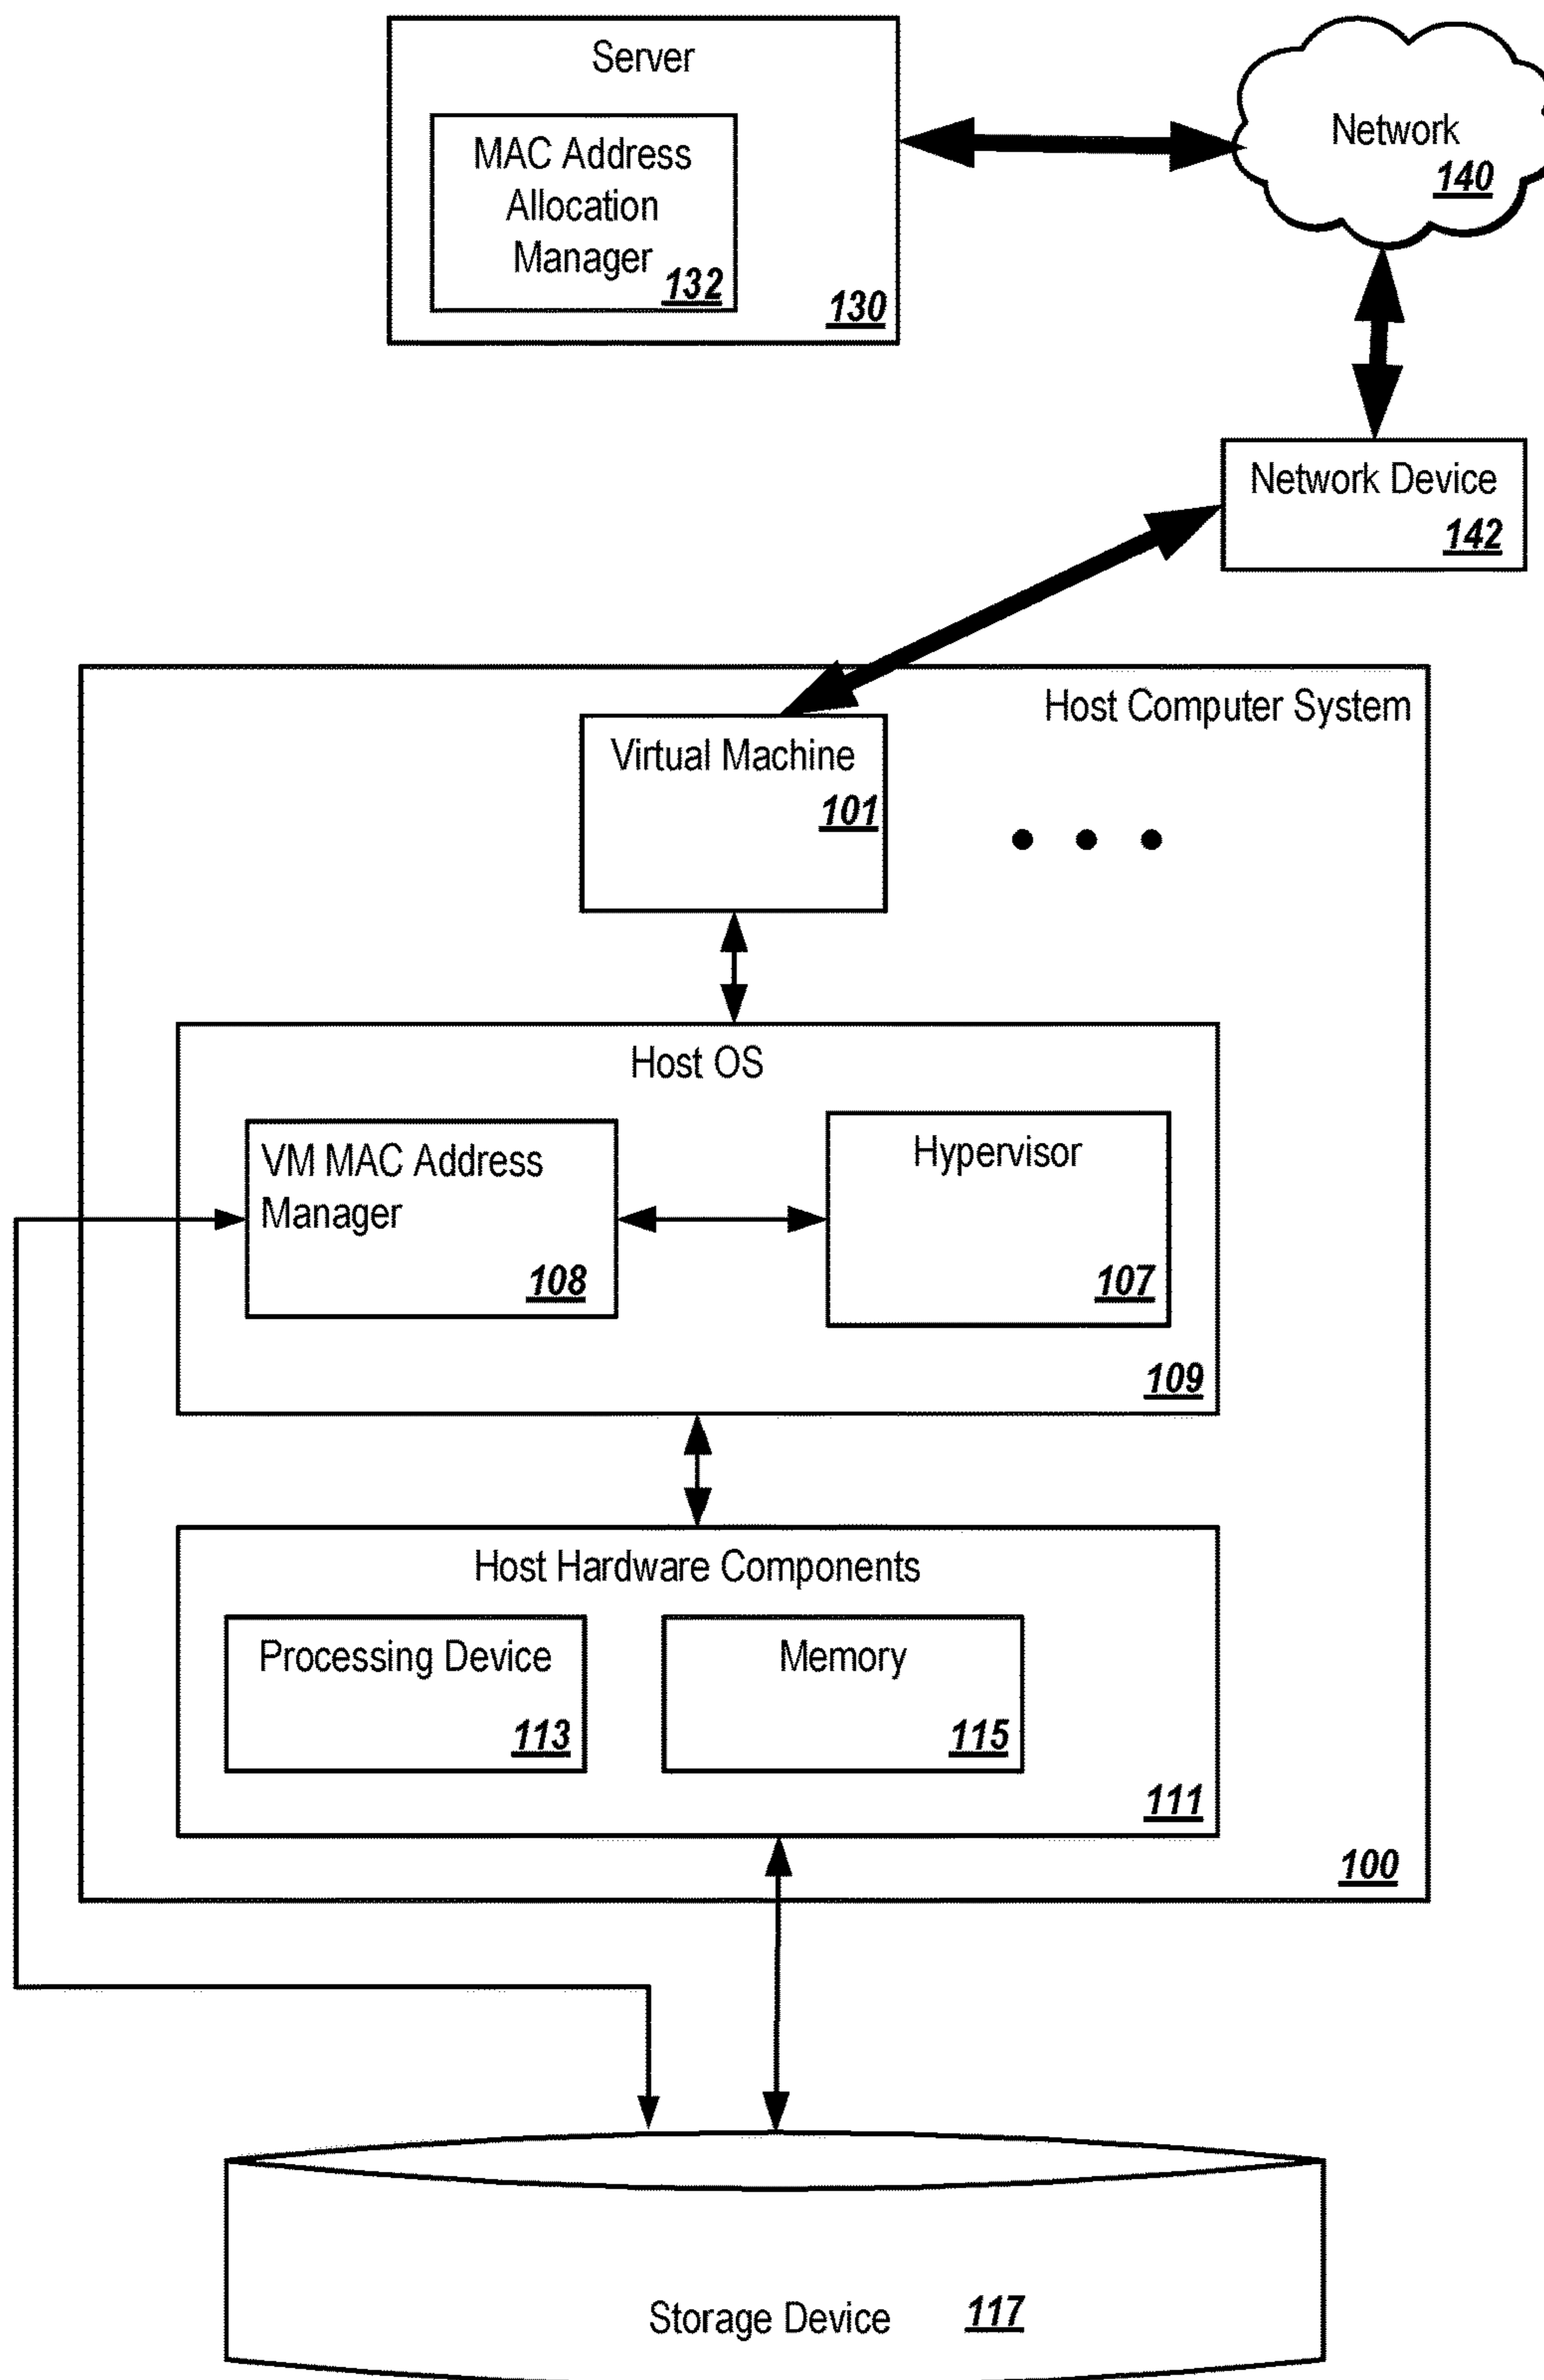 Server
MAC Address
Allocation
Manager
132
130
Network
140
Network Device
142
Host Computer System
Virtual Machine
101
Host OS
VM MAC Address
Manager
108
Hypervisor
107
109
Host Hardware Components
Processing Device
113
Memory
115
111
100
Storage Device 117